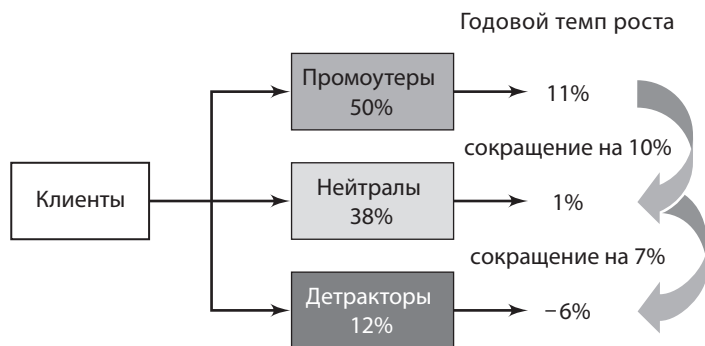 Годовой темп роста
Промоутеры
50%
11%
сокращение на 10%
Клиенты
Нейтралы
38%
1%
сокращение на 7%
Детракторы
12%
–6%